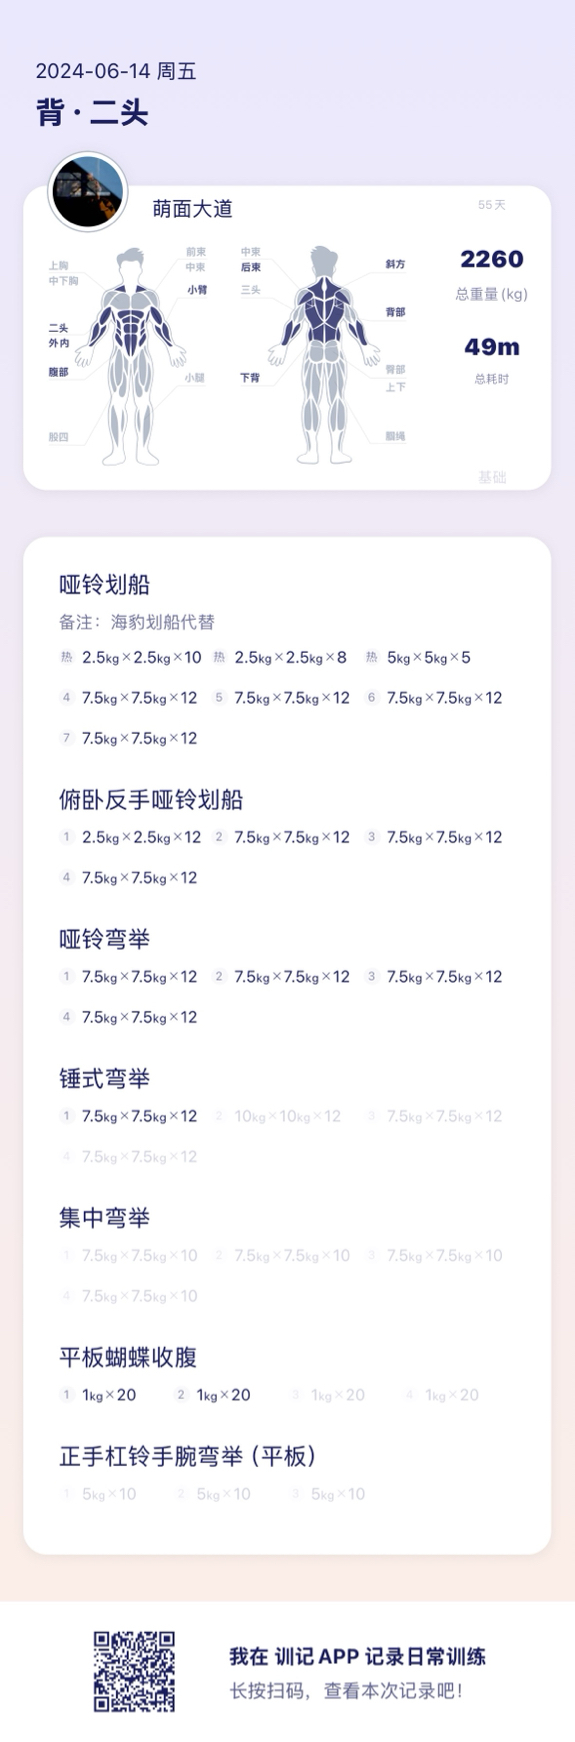 2024-06-14 周五
背 · 二头
萌面大道
55 天
上胸
中下胸
二头
外 内
腹部
股四
前束
中束
小臂
小腿
中束
后束
三头
下背
斜方
背部
臀部
上下
腘绳
2260
总重量 (kg)
49m
总耗时
基础
哑铃划船
备注：海豹划船代替
热 2.5kg×2.5kg×10 热 2.5kg×2.5kg×8 热 5kg×5kg×5
4 7.5kg×7.5kg×12 5 7.5kg×7.5kg×12 6 7.5kg×7.5kg×12
7 7.5kg×7.5kg×12
俯卧反手哑铃划船
1 2.5kg×2.5kg×12 2 7.5kg×7.5kg×12 3 7.5kg×7.5kg×12
4 7.5kg×7.5kg×12
哑铃弯举
1 7.5kg×7.5kg×12 2 7.5kg×7.5kg×12 3 7.5kg×7.5kg×12
4 7.5kg×7.5kg×12
锤式弯举
1 7.5kg×7.5kg×12 2 10kg×10kg×12 3 7.5kg×7.5kg×12
4 7.5kg×7.5kg×12
集中弯举
1 7.5kg×7.5kg×10 2 7.5kg×7.5kg×10 3 7.5kg×7.5kg×10
4 7.5kg×7.5kg×10
平板蝴蝶收腹
1 1kg×20 2 1kg×20 3 1kg×20 4 1kg×20
正手杠铃手腕弯举 (平板)
1 5kg×10 2 5kg×10 3 5kg×10
我在 训记 APP 记录日常训练
长按扫码，查看本次记录吧！